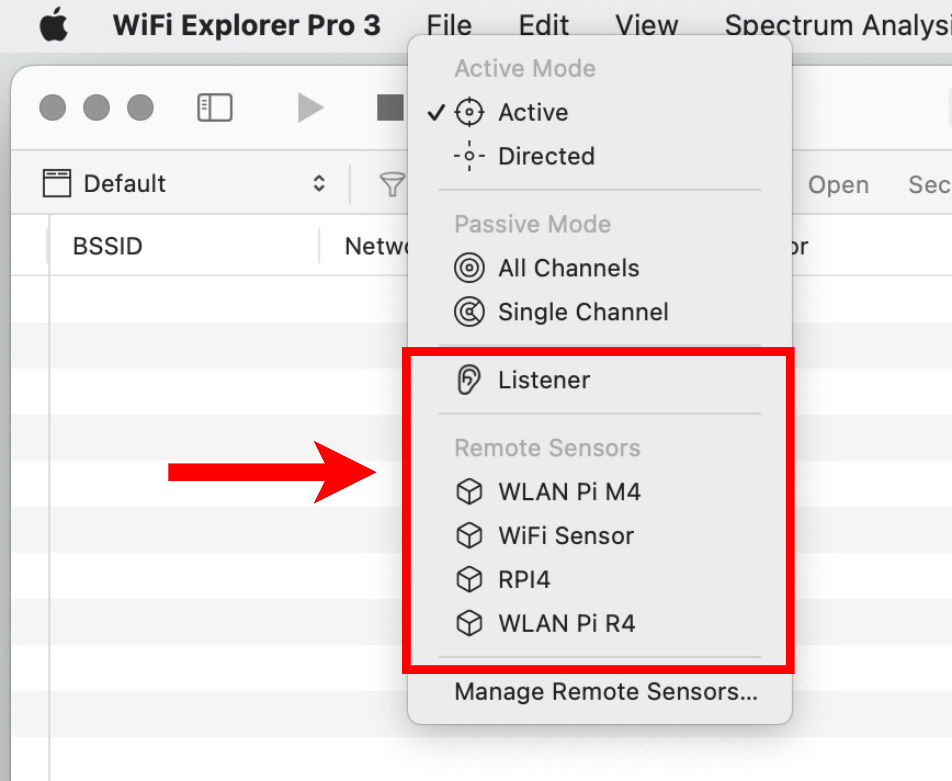 WiFi Explorer Pro 3 File Edit View Spectrum Analysi
Active Mode
Active
Directed
Default
Open Sec
Passive Mode
BSSID Netwo or
All Channels
Single Channel
Listener
Remote Sensors
WLAN Pi M4
WiFi Sensor
RPI4
WLAN Pi R4
Manage Remote Sensors...